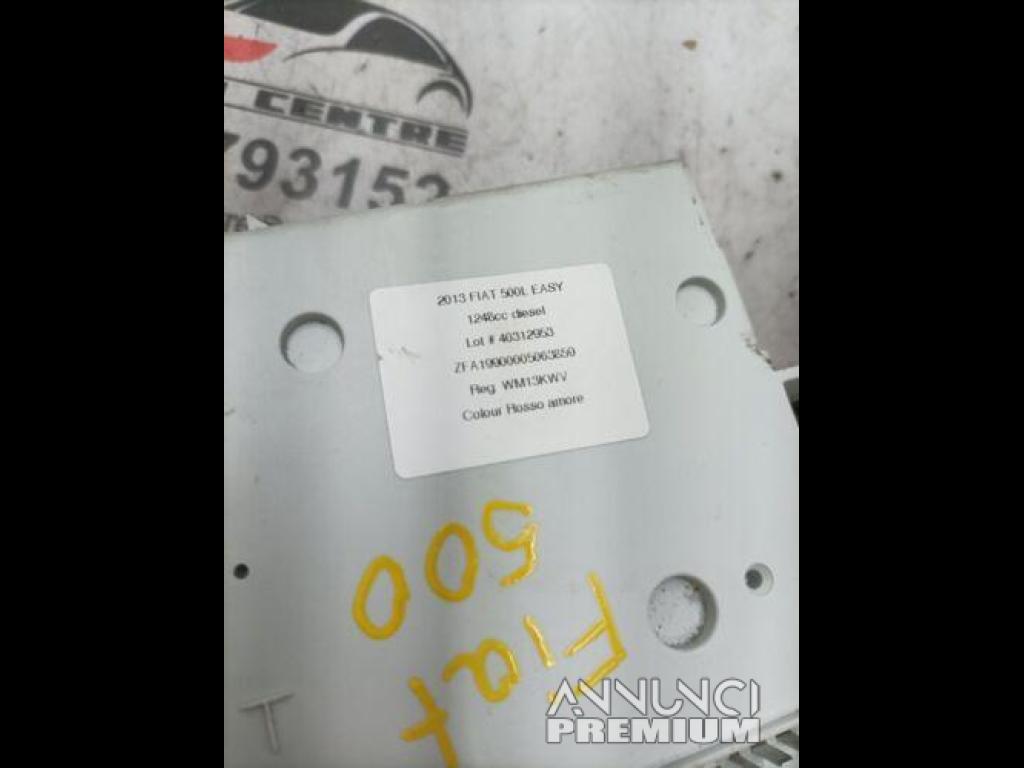 CENTRE
793152
2013 FIAT 500L EASY
1248cc diesel
Lot # 40312953
ZFA19900005063850
Reg WM13KWV
Colour Rosso amore
Fiat
500
T
ANNUNCI
PREMIUM